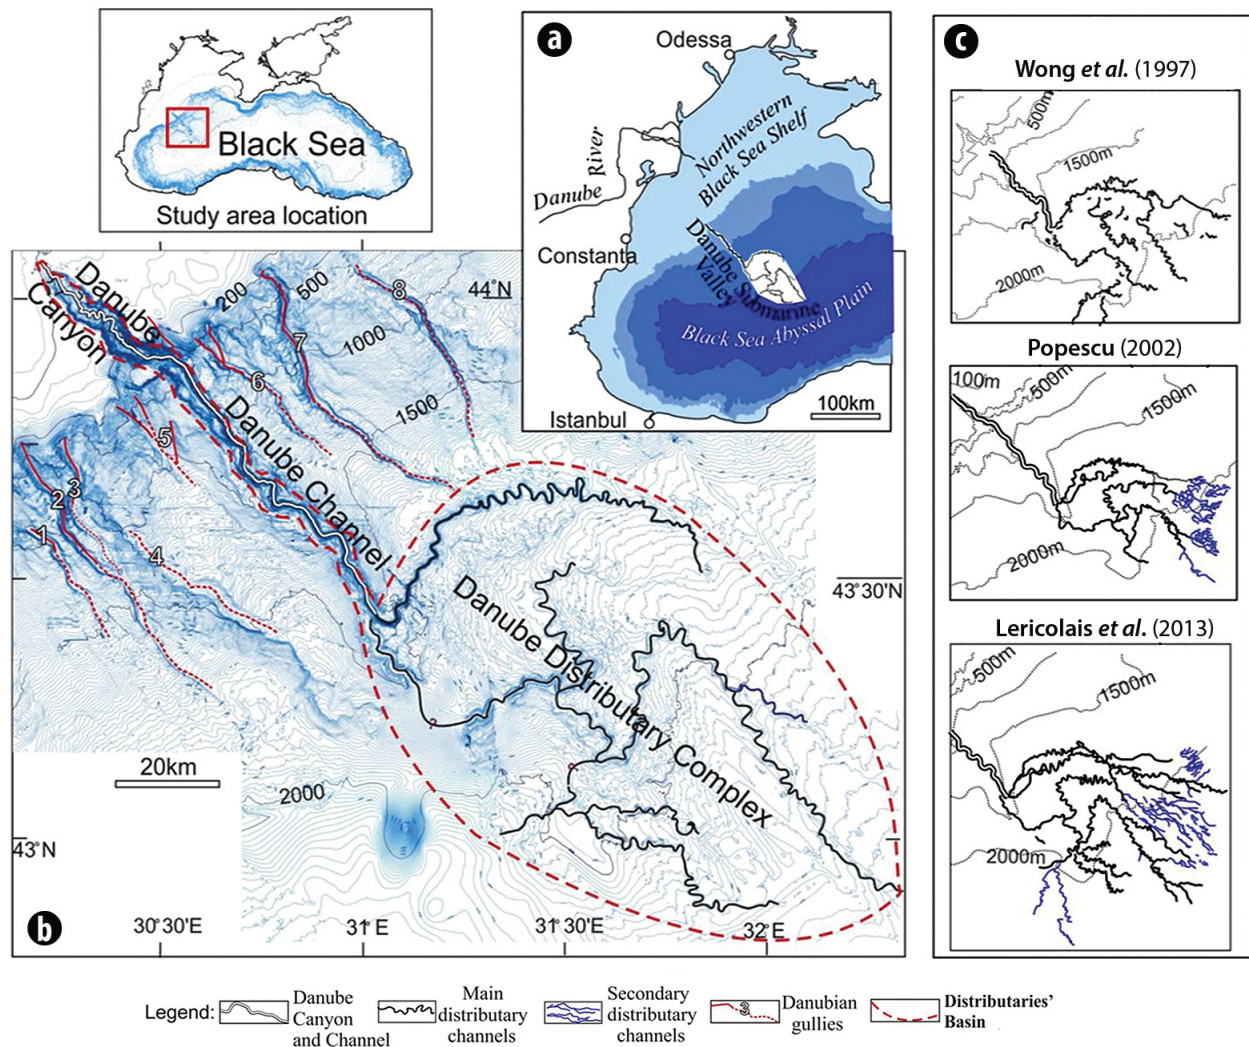 Black Sea
Study area location
a
Odessa
Northwestern
Black Sea Shelf
River
Danube
Constanta
Danube Submarine
Valley
Black Sea Abyssal Plain
Istanbul
100km
c
Wong et al. (1997)
500m
1500m
2000m
Popescu (2002)
100m
500m
1500m
2000m
Lericolais et al. (2013)
500m
1500m
2000m
Danube
Canyon
200
500
1000
1500
44°N
8
7
6
5
3
2
1
4
Danube Channel
43°30'N
Danube Distributary Complex
20km
2000
43°N
b
30°30'E
31°E
31°30'E
32°E
Legend:
Danube
Canyon
and Channel
Main
distributary
channels
Secondary
distributary
channels
3
Danubian
gullies
Distributaries'
Basin